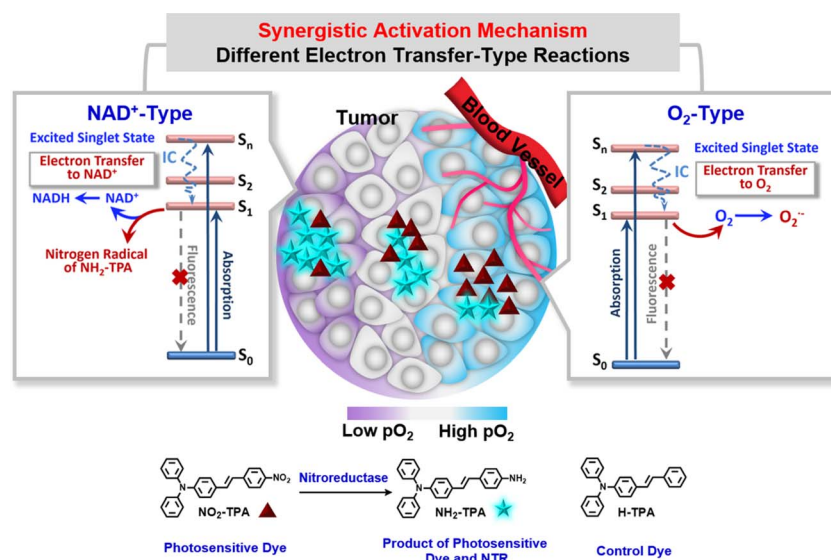 Synergistic Activation Mechanism
Different Electron Transfer-Type Reactions
NAD⁺-Type
Excited Singlet State
Electron Transfer
to NAD⁺
IC
Sn
S2
S1
NADH
NAD⁺
Nitrogen Radical
of NH2-TPA
Fluorescence
Absorption
S0
Tumor
Blood Vessel
O2-Type
Excited Singlet State
Sn
IC
Electron Transfer
to O2
S2
S1
O2
O2·-
Absorption
Fluorescence
S0
Low pO2
High pO2
N
NO2
Nitroreductase
N
NH2
N
NO2-TPA
NH2-TPA
H-TPA
Photosensitive Dye
Product of Photosensitive
Dye and NTR
Control Dye